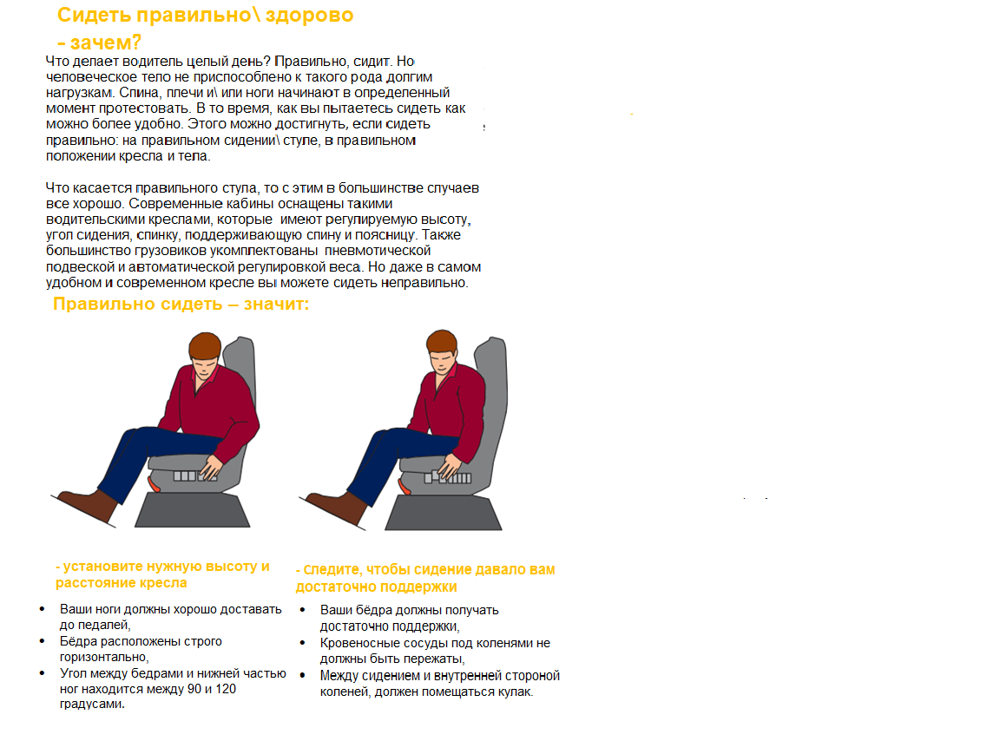 Сидеть правильно\ здорово
- зачем?
Что делает водитель целый день? Правильно, сидит. Но
человеческое тело не приспособлено к такого рода долгим
нагрузкам. Спина, плечи и\ или ноги начинают в определенный
момент протестовать. В то время, как вы пытаетесь сидеть как
можно более удобно. Этого можно достигнуть, если сидеть
правильно: на правильном сидении\ стуле, в правильном
положении кресла и тела.
Что касается правильного стула, то с этим в большинстве случаев
все хорошо. Современные кабины оснащены такими
водительскими креслами, которые имеют регулируемую высоту,
угол сидения, спинку, поддерживающую спину и поясницу. Также
большинство грузовиков укомплектованы пневмотической
подвеской и автоматической регулировкой веса. Но даже в самом
удобном и современном кресле вы можете сидеть неправильно.
Правильно сидеть – значит:
- установите нужную высоту и
расстояние кресла
• Ваши ноги должны хорошо доставать
до педалей,
• Бёдра расположены строго
горизонтально,
• Угол между бедрами и нижней частью
ног находится между 90 и 120
градусами.
- Следите, чтобы сидение давало вам
достаточно поддержки
• Ваши бёдра должны получать
достаточно поддержки,
• Кровеносные сосуды под коленями не
должны быть пережаты,
• Между сидением и внутренней стороной
коленей, должен помещаться кулак.